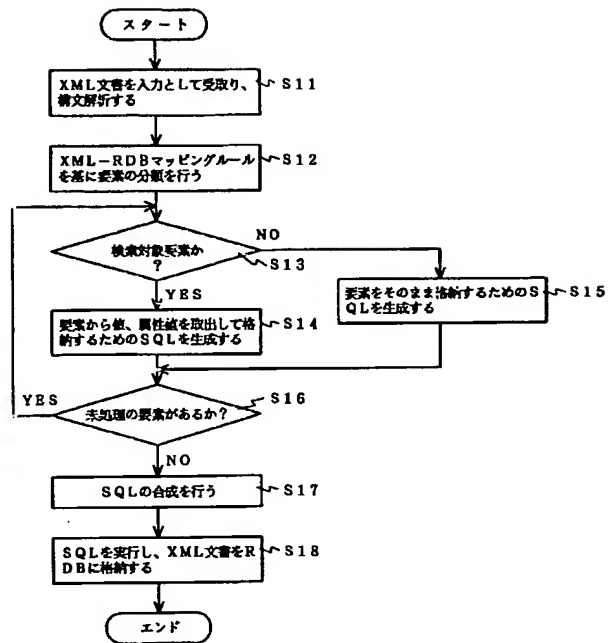 スタート
XML文書を入力として受取り、
構文解析する
S11
XML-RDBマッピングルール
を基に要素の分類を行う
S12
検索対象要素か
?
NO
S13
YES
要素から値、属性値を取出して格
納するためのSQLを生成する
S14
要素をそのまま格納するためのS
QLを生成する
S15
YES
未処理の要素があるか?
S16
NO
SQLの合成を行う
S17
SQLを実行し、XML文書をR
DBに格納する
S18
エンド